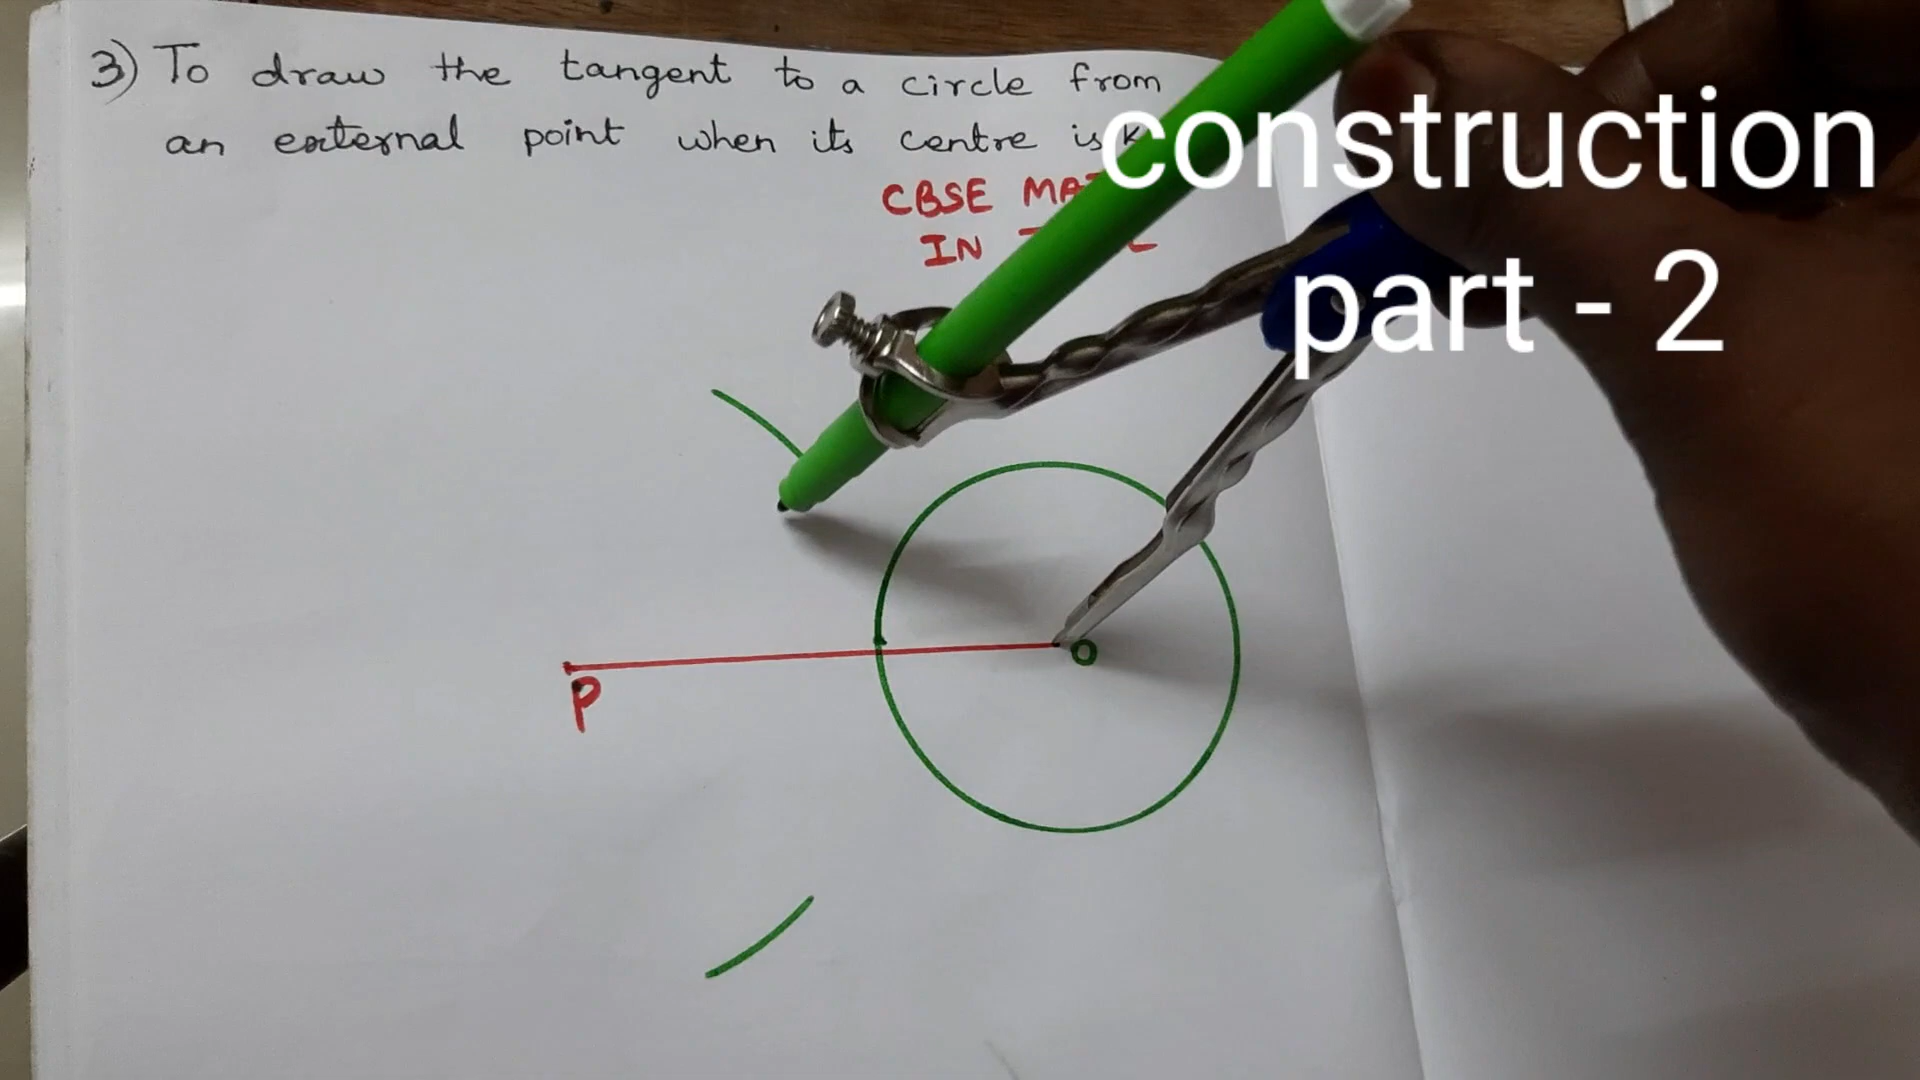 3) To draw the tangent to a circle from
an external point when its centre is
CBSE
IN
construction
part - 2
P
O